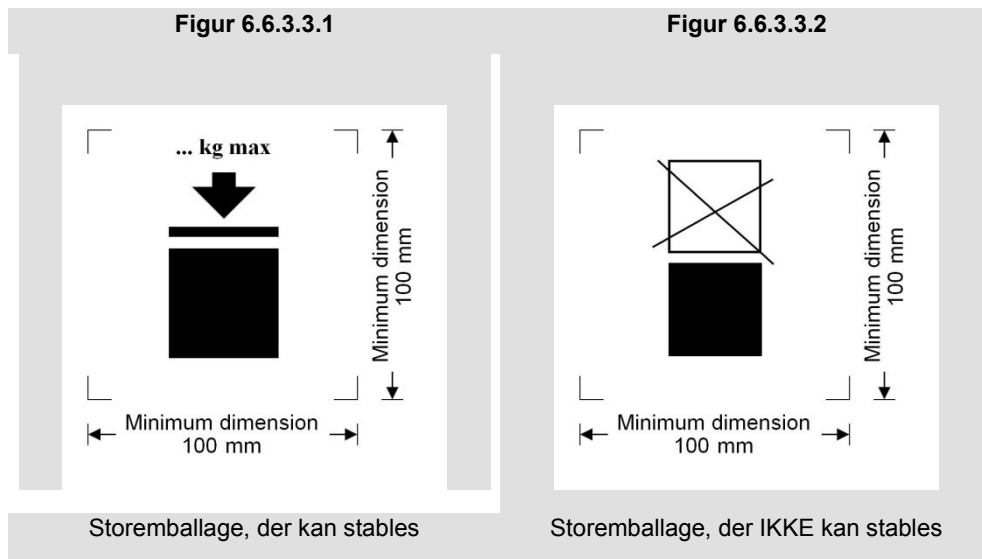 Figur 6.6.3.3.1
... kg max
Minimum dimension
100 mm
Minimum dimension
100 mm
Storemballage, der kan stables
Figur 6.6.3.3.2
Minimum dimension
100 mm
Minimum dimension
100 mm
Storemballage, der IKKE kan stables